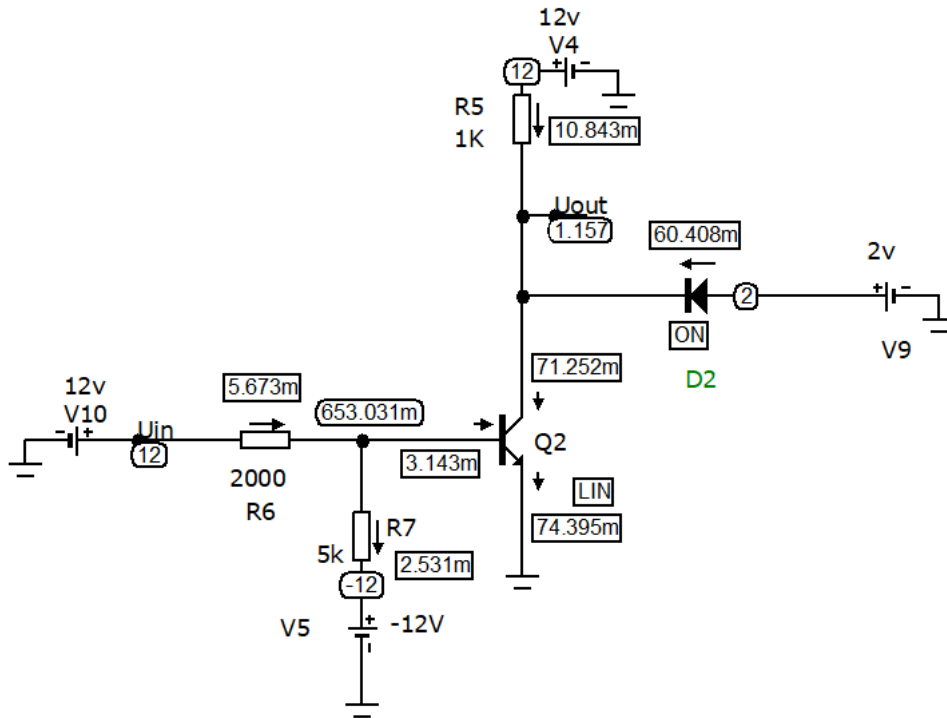 12v
V4
+ -
12
R5
1K
10.843m
Uout
1.157
60.408m
2v
2
+ -
ON
V9
D2
71.252m
12v
V10
5.673m
653.031m
- +
Uin
12
Q2
3.143m
2000
R6
LIN
74.395m
R7
5k
2.531m
-12
V5
+
-12V
-